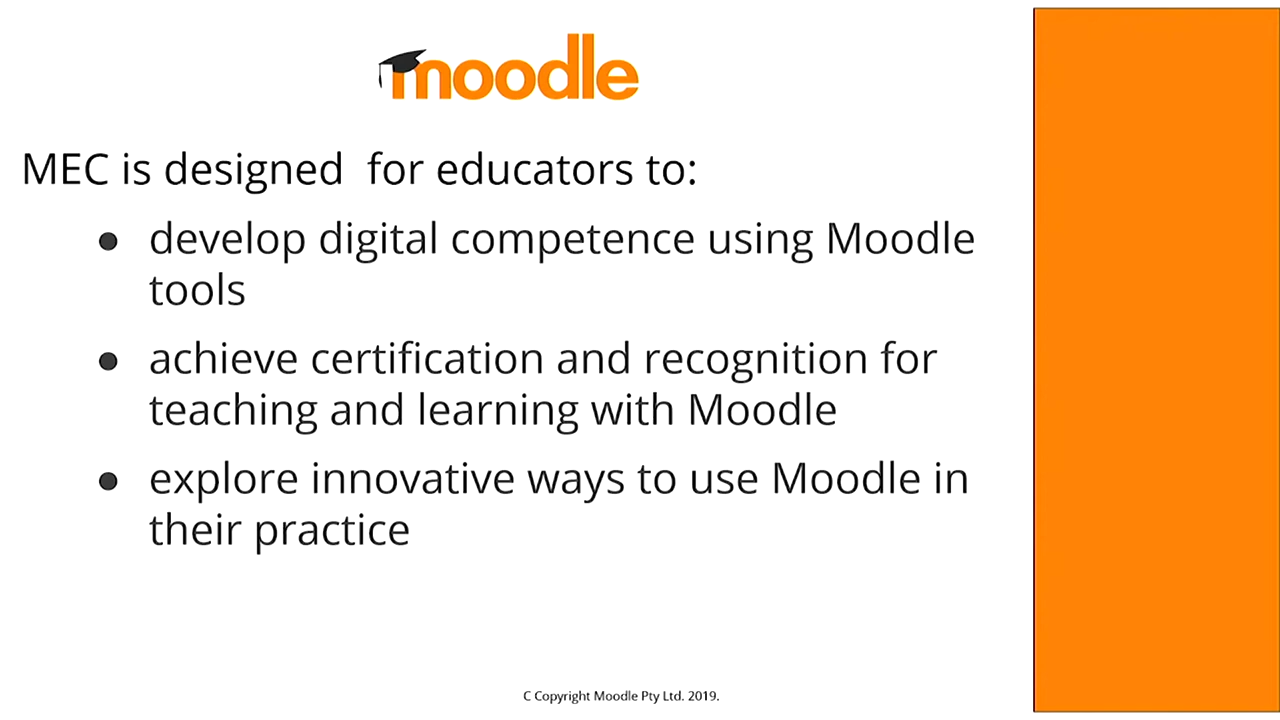 moodle
MEC is designed  for educators to:
● develop digital competence using Moodle
tools
● achieve certification and recognition for
teaching and learning with Moodle
● explore innovative ways to use Moodle in
their practice
C Copyright Moodle Pty Ltd. 2019.